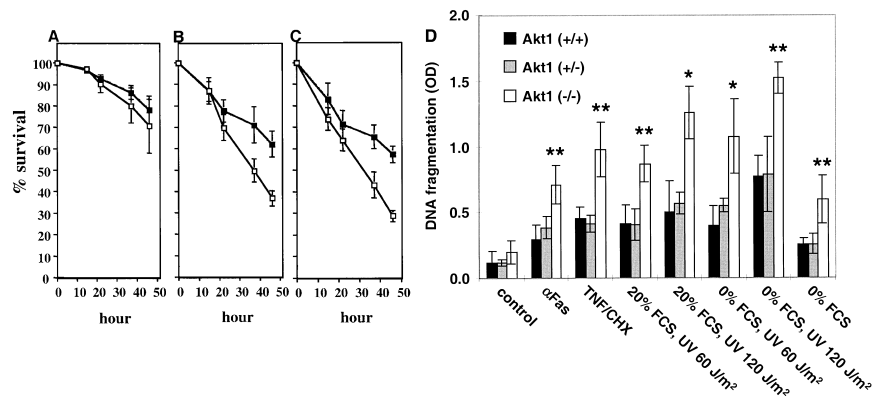 A
B
C
D
% survival
100
90
80
70
60
50
40
30
20
10
0
0 10 20 30 40 50
0 10 20 30 40 50
0 10 20 30 40 50
hour
hour
hour
DNA fragmentation (OD)
2.0
1.5
1.0
0.5
0.0
Akt1 (+/+)
Akt1 (+/-)
Akt1 (-/-)
**
**
**
*
*
**
**
control
αFas
TNF/CHX
20% FCS, UV 60 J/m²
20% FCS, UV 120 J/m²
0% FCS, UV 60 J/m²
0% FCS, UV 120 J/m²
0% FCS